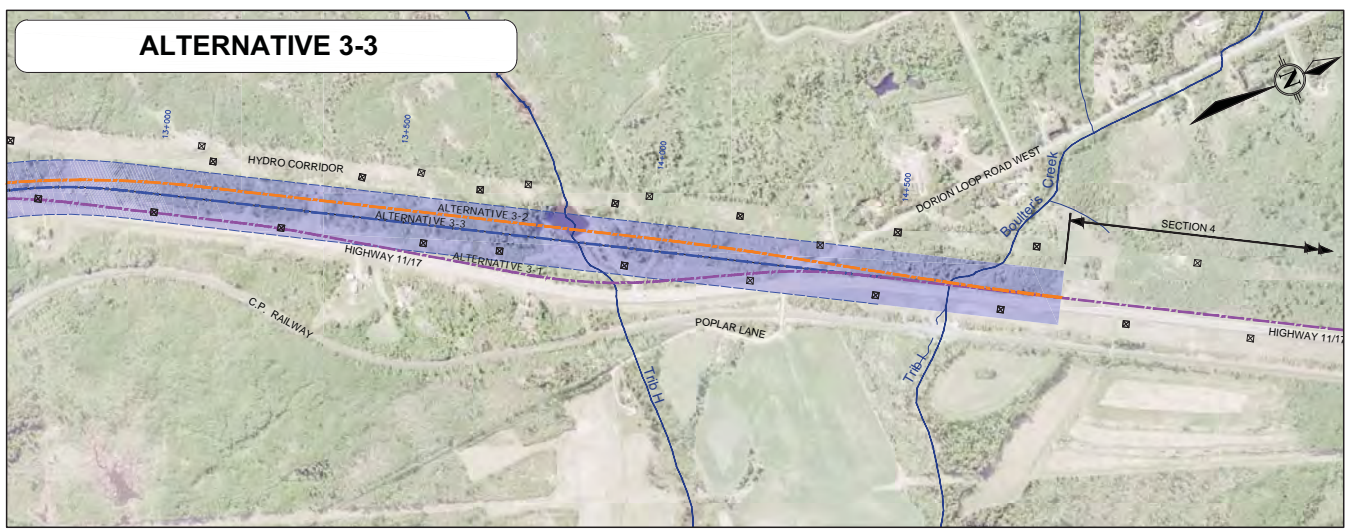 ALTERNATIVE 3-3
N
13+000
13+500
14+000
14+500
HYDRO CORRIDOR
DORION LOOP ROAD WEST
Boulter's Creek
SECTION 4
ALTERNATIVE 3-2
ALTERNATIVE 3-3
HIGHWAY 11/17
ALTERNATIVE 3-1
C.P. RAILWAY
POPLAR LANE
HIGHWAY 11/17
Trib H
Trib I